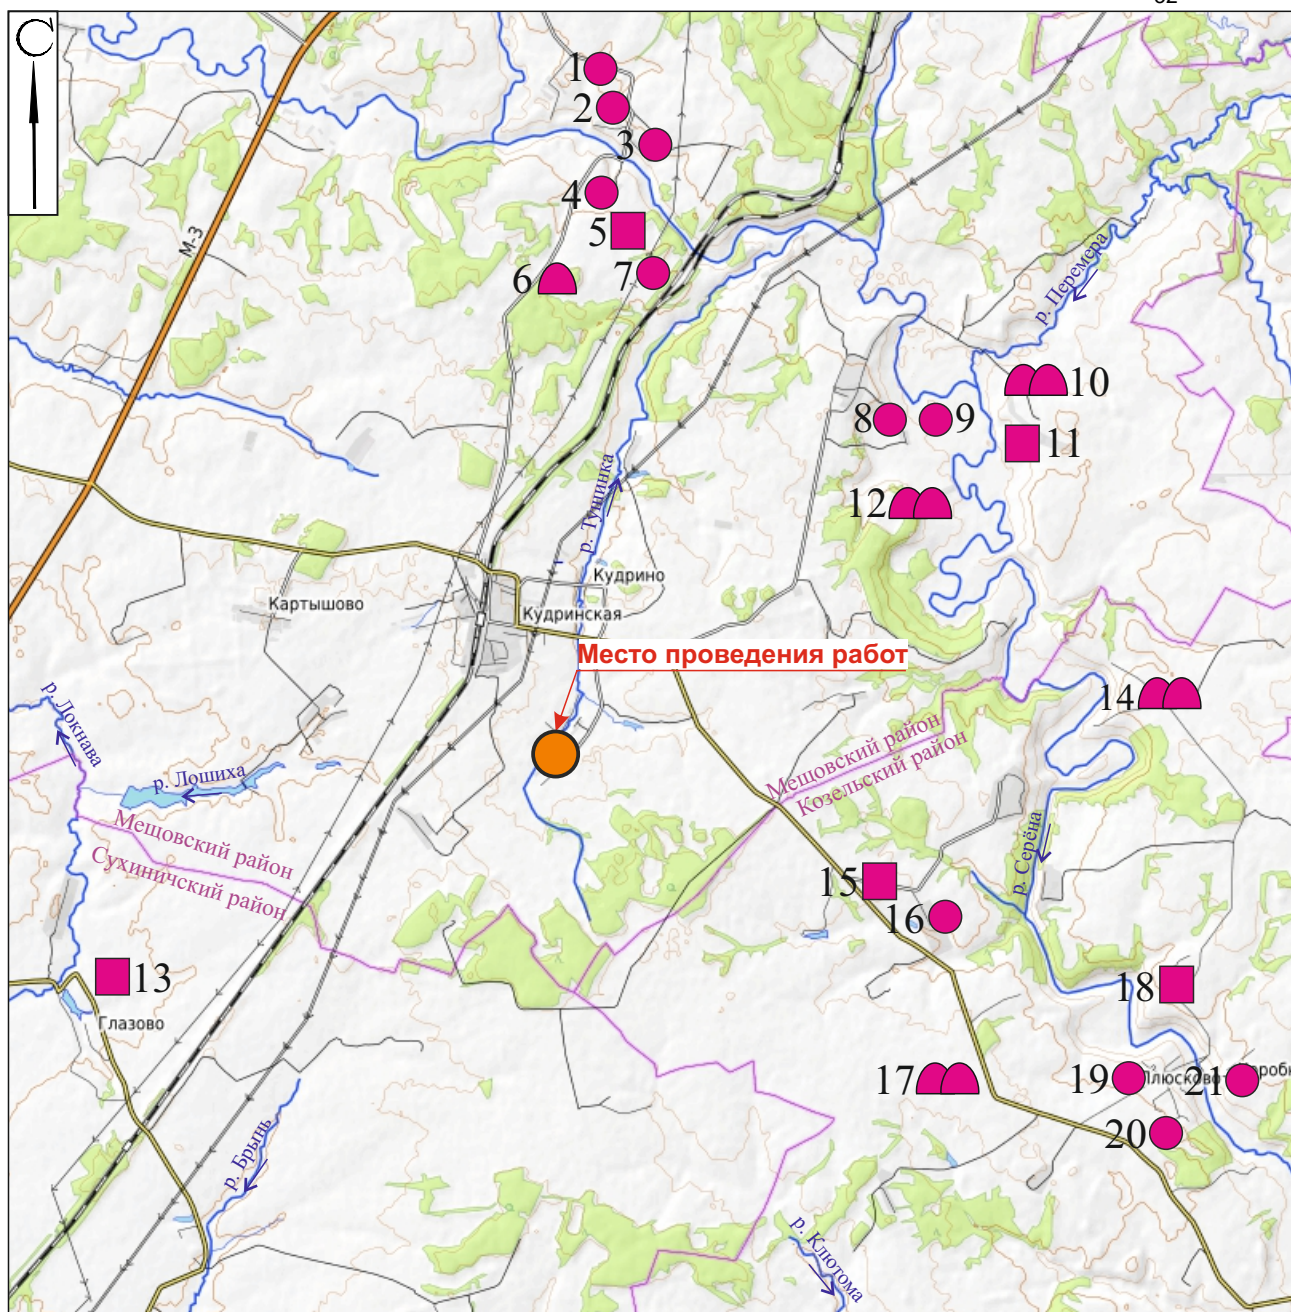 С
1
2
3
4
5
6
7
М-3
р. Перемера
10
8
9
11
12
р. Тушинка
Кудрино
Картышово
Кудринская
Место проведения работ
14
р. Локнава
р. Лошиха
Мещовский район
Козельский район
Мещовский район
Сухиничский район
р. Серёна
15
16
13
18
Глазово
17
19
Плюсково
21
20
р. Брынь
р. Клютома